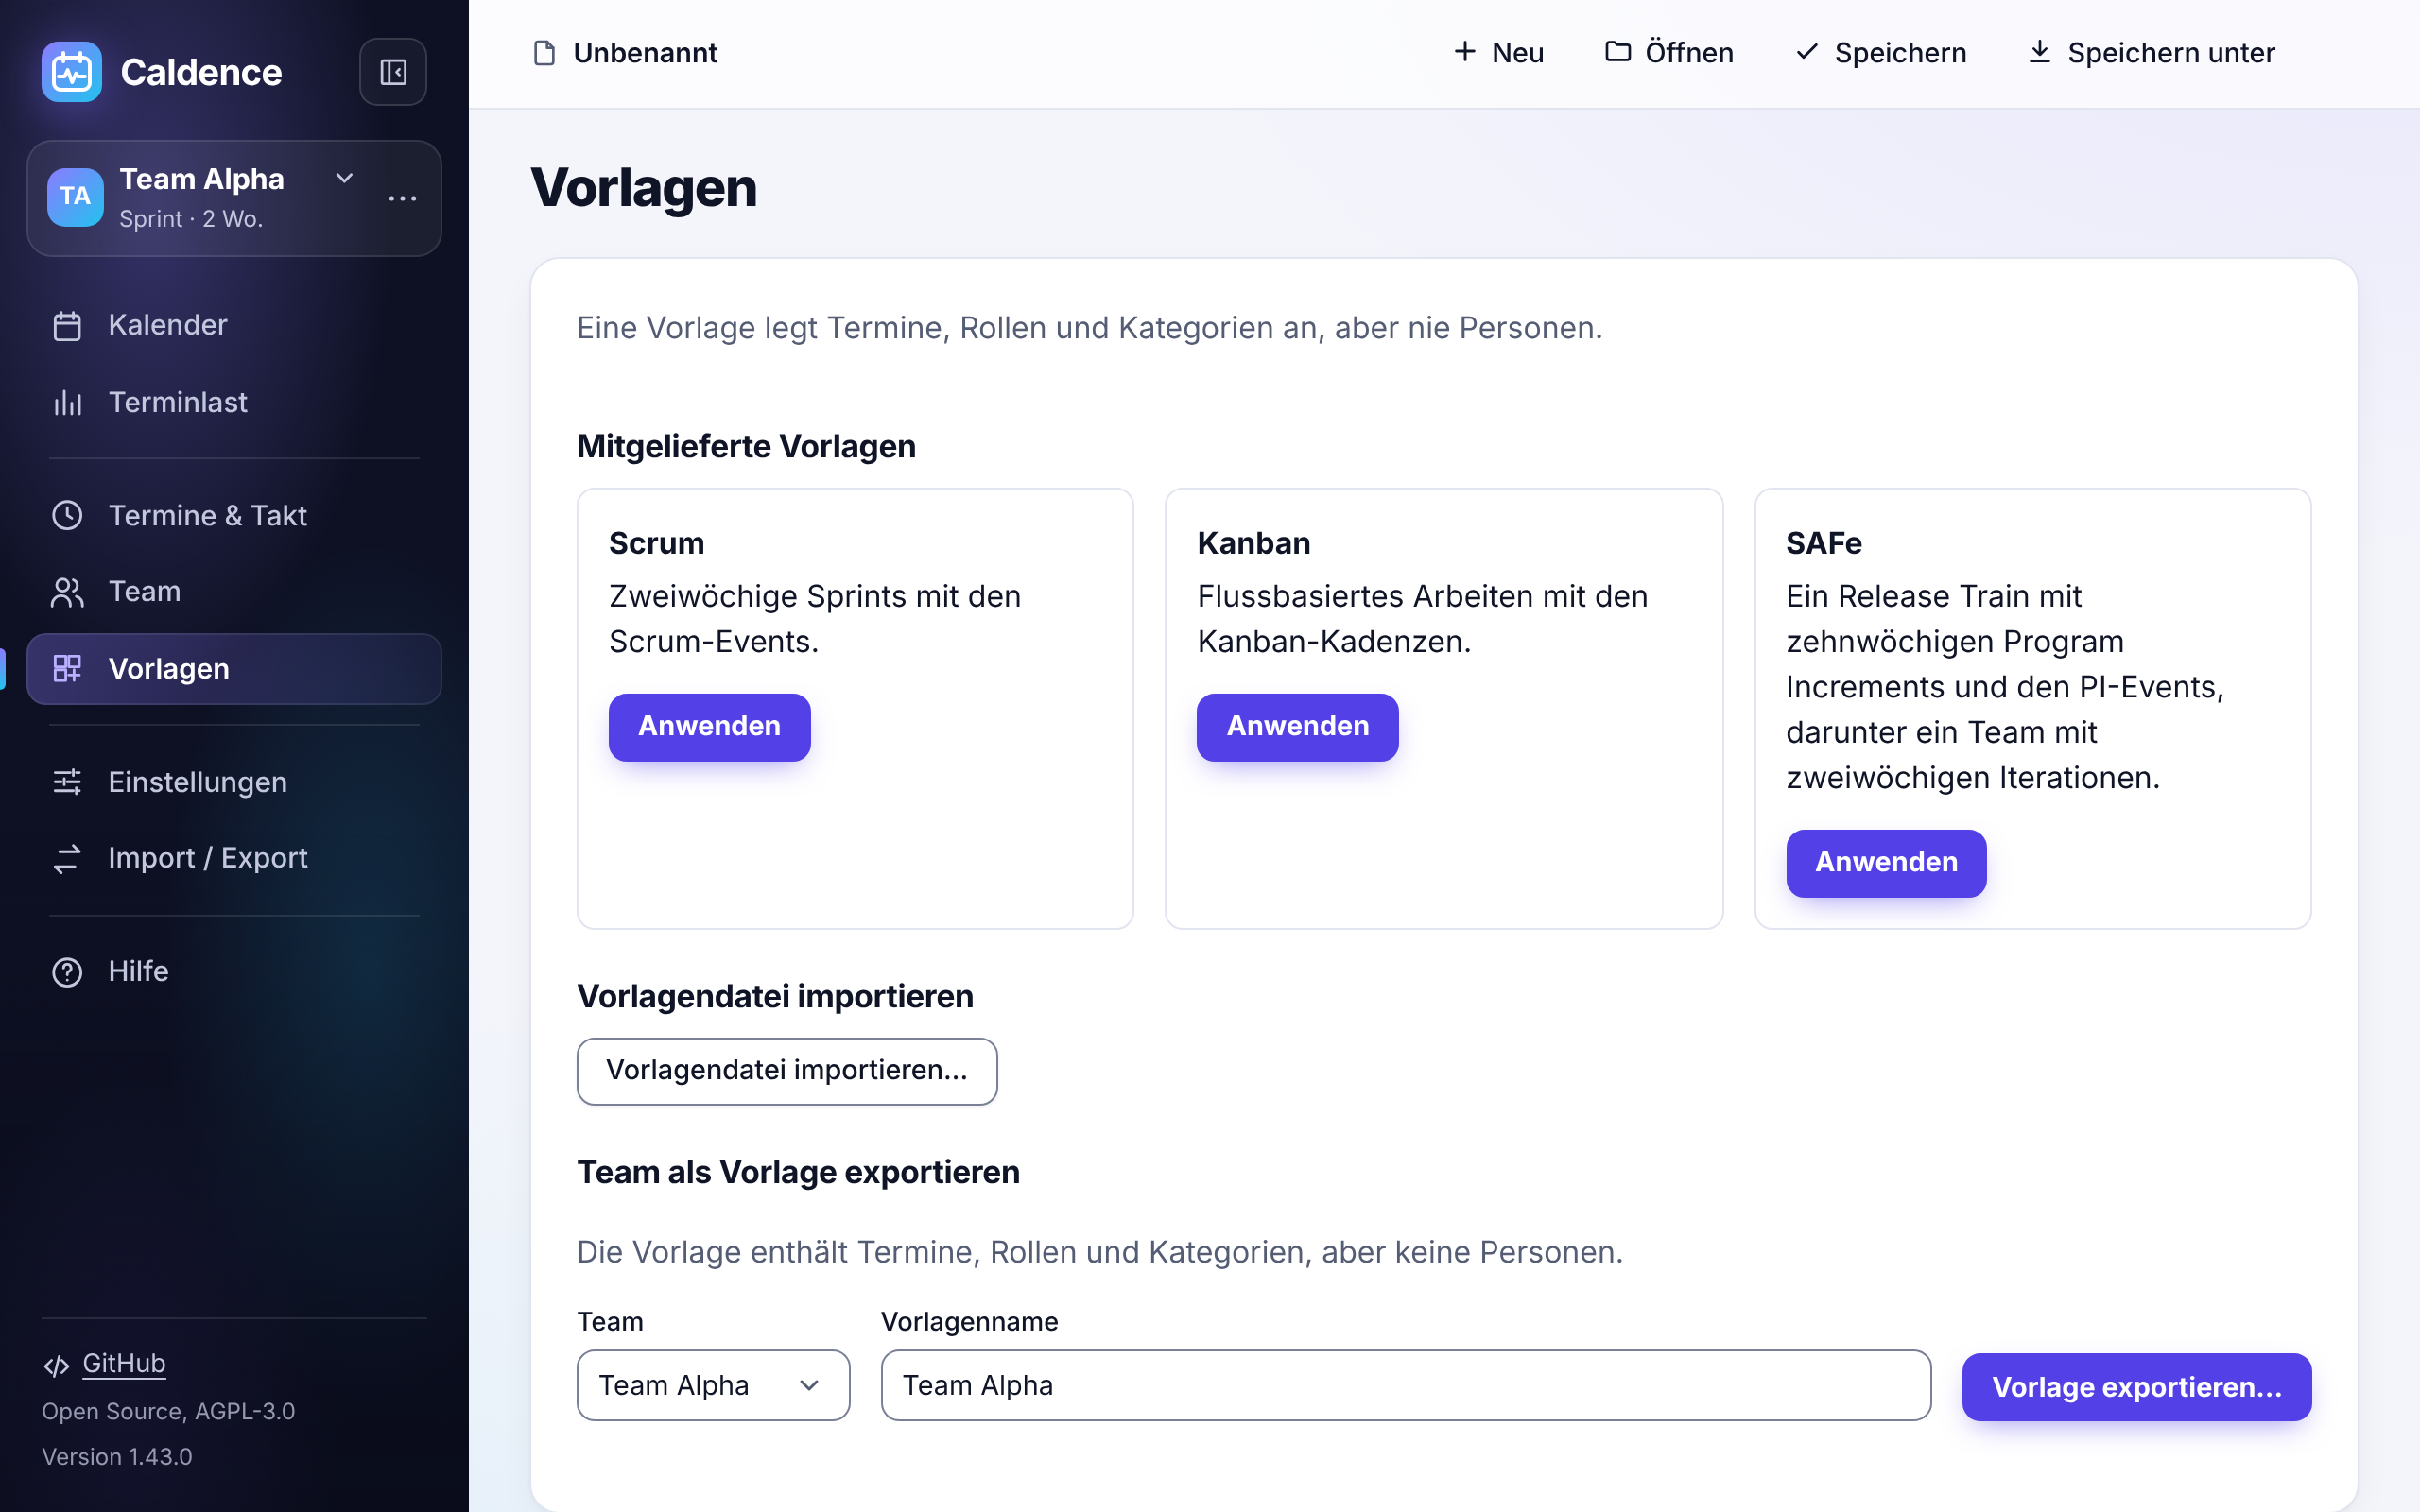 Caldence
TA
Team Alpha
Sprint · 2 Wo.
Kalender
Terminlast
Termine & Takt
Team
Vorlagen
Einstellungen
Import / Export
Hilfe
GitHub
Open Source, AGPL-3.0
Version 1.43.0
Unbenannt
Neu
Öffnen
Speichern
Speichern unter
Vorlagen
Eine Vorlage legt Termine, Rollen und Kategorien an, aber nie Personen.
Mitgelieferte Vorlagen
Scrum
Zweiwöchige Sprints mit den
Scrum-Events.
Anwenden
Kanban
Flussbasiertes Arbeiten mit den
Kanban-Kadenzen.
Anwenden
SAFe
Ein Release Train mit
zehnwöchigen Program
Increments und den PI-Events,
darunter ein Team mit
zweiwöchigen Iterationen.
Anwenden
Vorlagendatei importieren
Vorlagendatei importieren…
Team als Vorlage exportieren
Die Vorlage enthält Termine, Rollen und Kategorien, aber keine Personen.
Team
Team Alpha
Vorlagenname
Team Alpha
Vorlage exportieren…